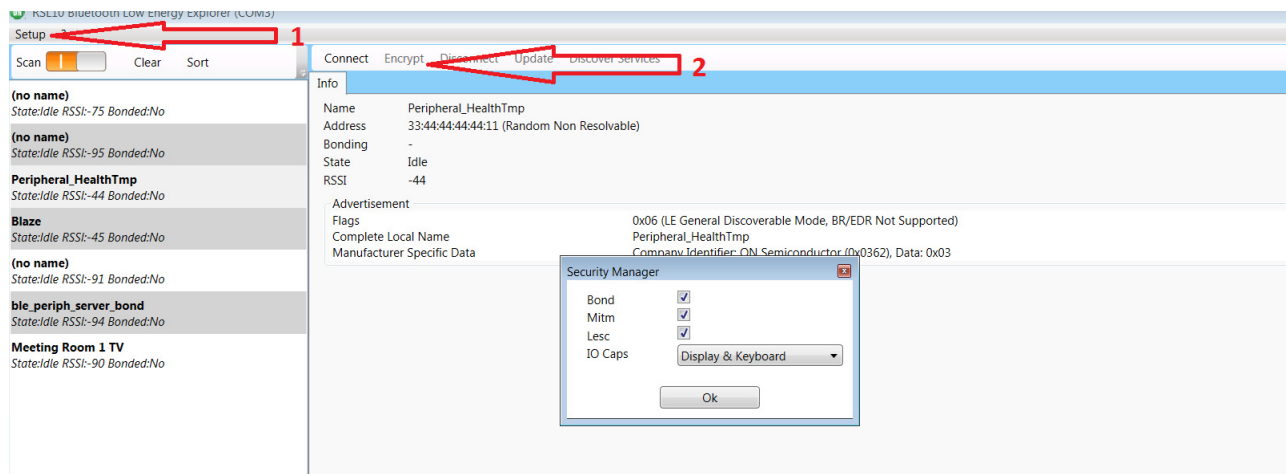 RSL10 Bluetooth Low Energy Explorer (COM3)
Setup ?
1
Scan Clear Sort
Connect Encrypt Disconnect Update Discover Services
2
Info
(no name)
State:Idle RSSI:-75 Bonded:No
(no name)
State:Idle RSSI:-95 Bonded:No
Peripheral_HealthTmp
State:Idle RSSI:-44 Bonded:No
Blaze
State:Idle RSSI:-45 Bonded:No
(no name)
State:Idle RSSI:-91 Bonded:No
ble_periph_server_bond
State:Idle RSSI:-94 Bonded:No
Meeting Room 1 TV
State:Idle RSSI:-90 Bonded:No
Name Peripheral_HealthTmp
Address 33:44:44:44:44:11 (Random Non Resolvable)
Bonding -
State Idle
RSSI -44
Advertisement
Flags 0x06 (LE General Discoverable Mode, BR/EDR Not Supported)
Complete Local Name Peripheral_HealthTmp
Manufacturer Specific Data Company Identifier: ON Semiconductor (0x0362), Data: 0x03
Security Manager
Bond
Mitm
Lesc
IO Caps Display & Keyboard
Ok